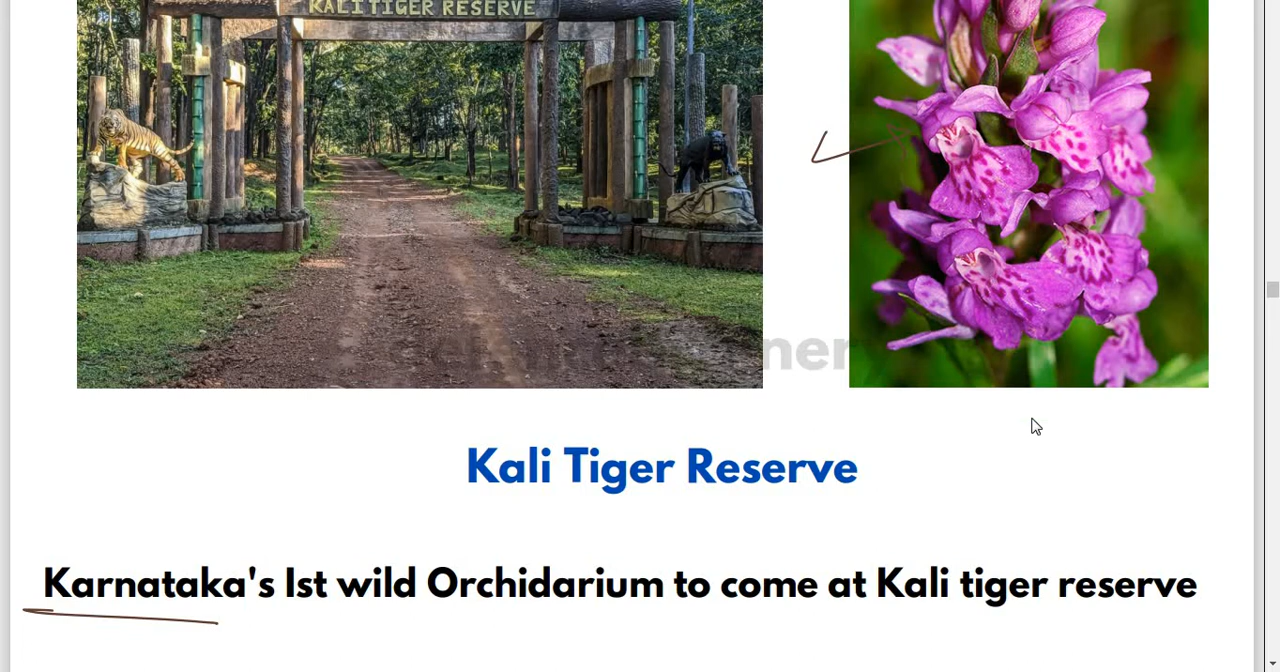 KALI TIGER RESERVE
Kali Tiger Reserve
Karnataka's Ist wild Orchidarium to come at Kali tiger reserve